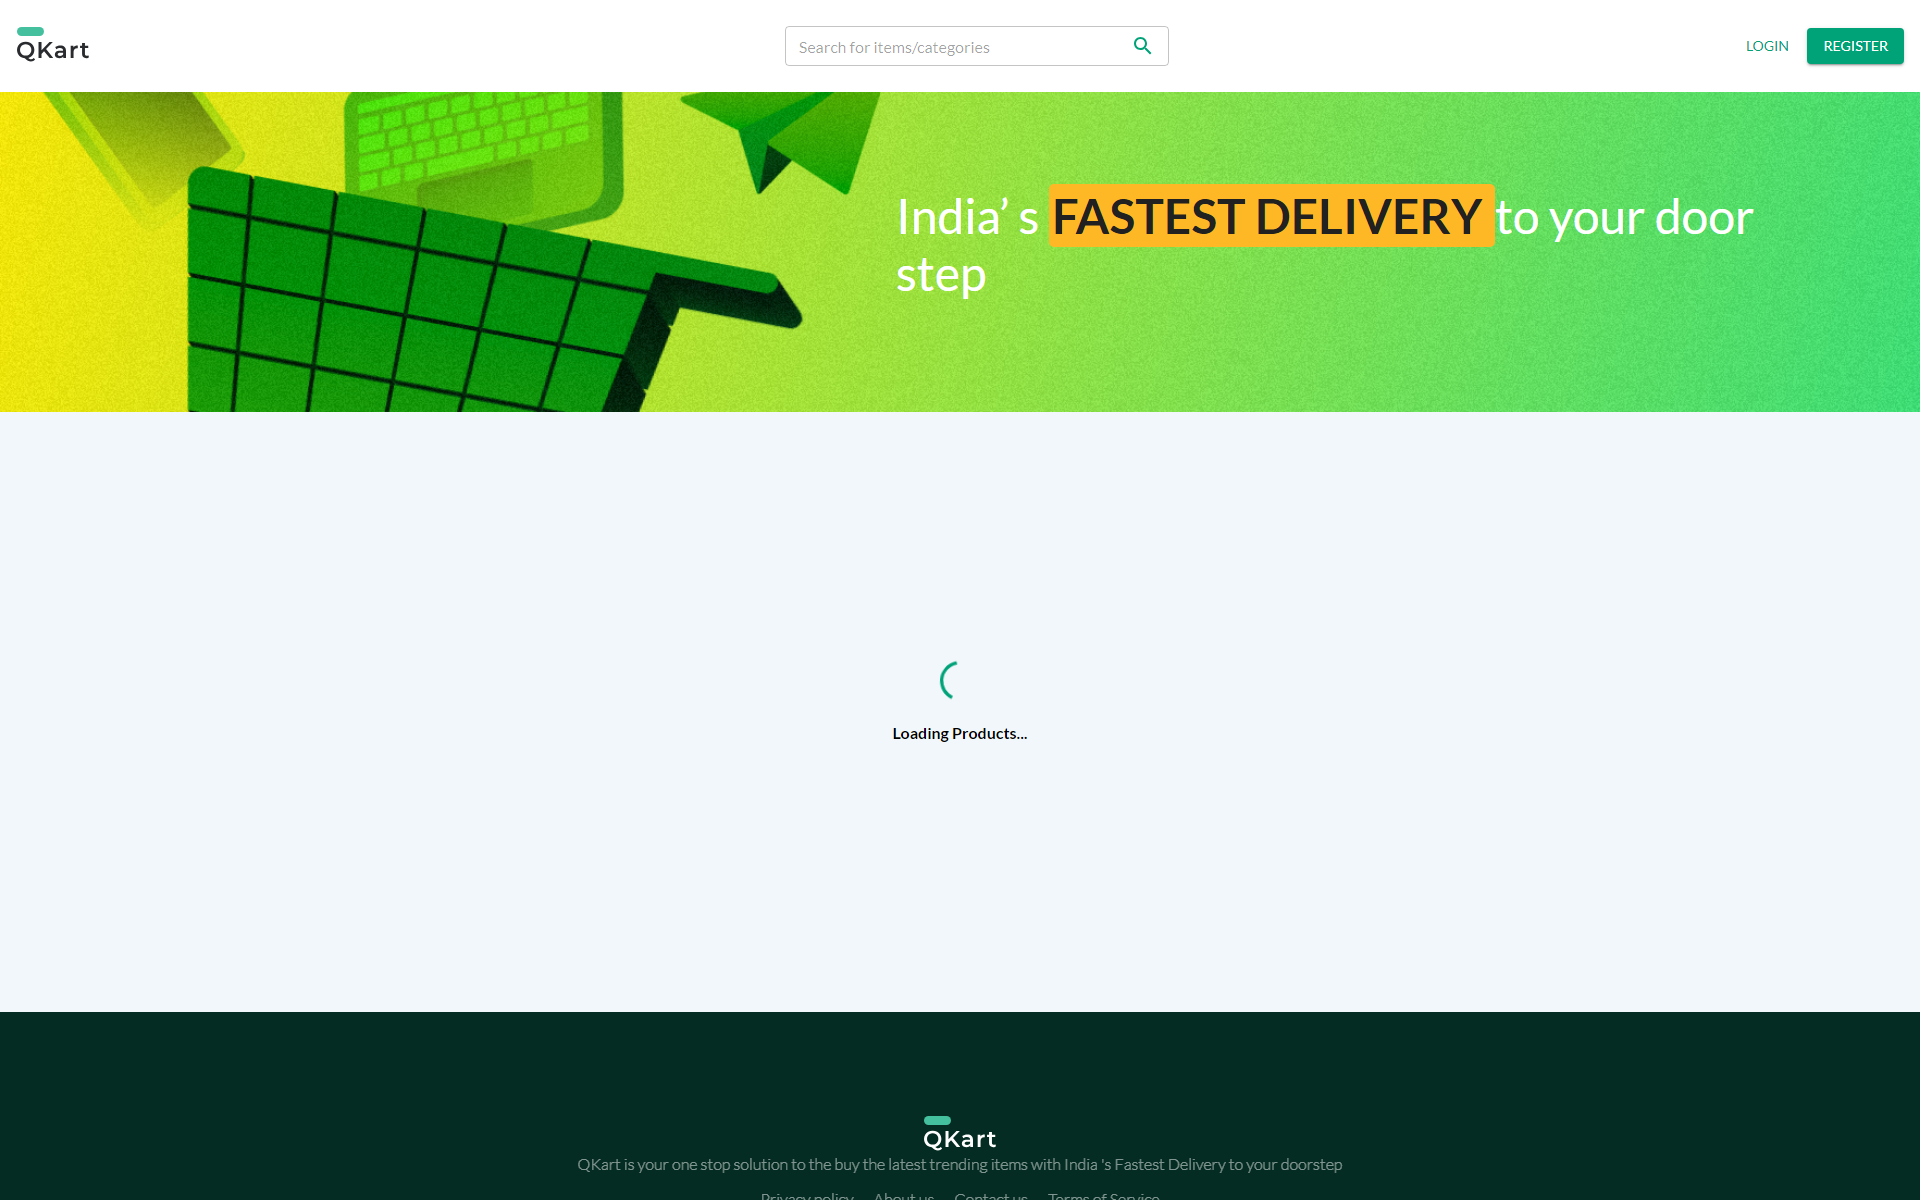 QKart
Search for items/categories
LOGIN
REGISTER
India’ s FASTEST DELIVERY to your door
step
Loading Products...
QKart
QKart is your one stop solution to the buy the latest trending items with India 's Fastest Delivery to your doorstep
Privacy policy About us Contact us Terms of Service